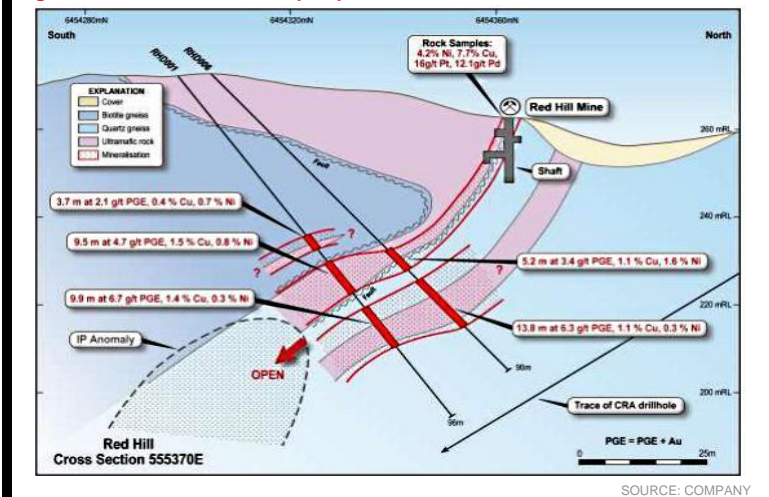 6454280mN
6454320mN
6454360mN
South
North
RHD001
RHD006
Rock Samples:
4.2% Ni, 7.7% Cu,
16g/t Pt, 12.1g/t Pd
EXPLANATION
Cover
Biotite gneiss
Quartz gneiss
Ultramafic rock
Mineralisation
Red Hill Mine
260 mRL
Fault
Shaft
3.7 m at 2.1 g/t PGE, 0.4 % Cu, 0.7 % Ni
240 mRL
?
9.5 m at 4.7 g/t PGE, 1.5 % Cu, 0.8 % Ni
5.2 m at 3.4 g/t PGE, 1.1 % Cu, 1.6 % Ni
?
?
Fault
9.9 m at 6.7 g/t PGE, 1.4 % Cu, 0.3 % Ni
220 mRL
13.8 m at 6.3 g/t PGE, 1.1 % Cu, 0.3 % Ni
IP Anomaly
OPEN
90m
200 mRL
Trace of CRA drillhole
96m
Red Hill
Cross Section 555370E
PGE = PGE + Au
0 25m
SOURCE: COMPANY